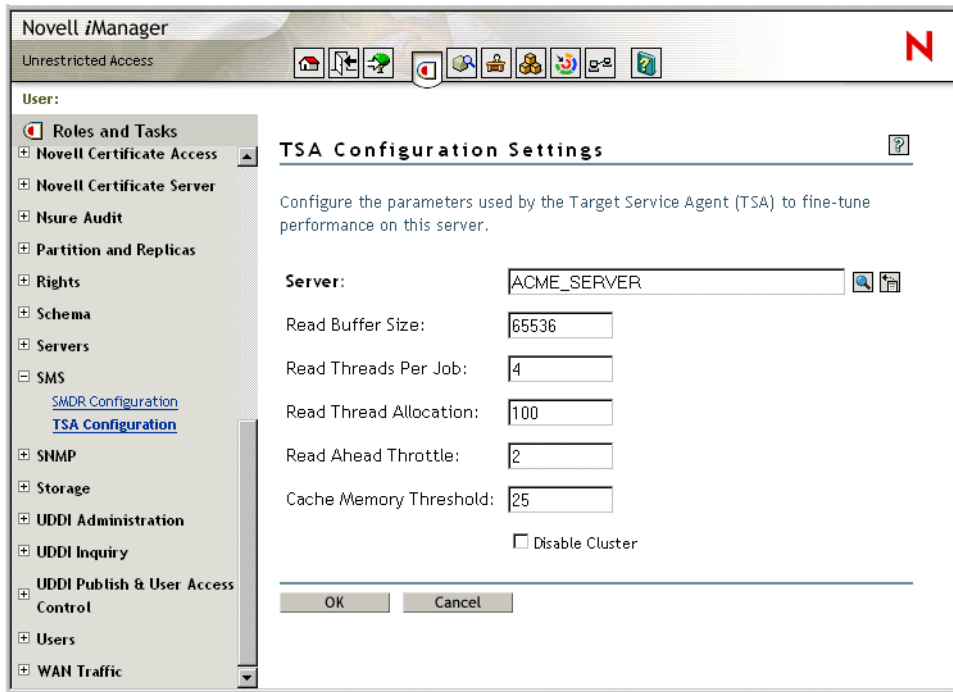 Novell iManager
Unrestricted Access
N
User:
Roles and Tasks
Novell Certificate Access
Novell Certificate Server
Nsure Audit
Partition and Replicas
Rights
Schema
Servers
SMS
SMDR Configuration
TSA Configuration
SNMP
Storage
UDDI Administration
UDDI Inquiry
UDDI Publish & User Access
Control
Users
WAN Traffic
TSA Configuration Settings
?
Configure the parameters used by the Target Service Agent (TSA) to fine-tune
performance on this server.
Server: ACME_SERVER
Read Buffer Size: 65536
Read Threads Per Job: 4
Read Thread Allocation: 100
Read Ahead Throttle: 2
Cache Memory Threshold: 25
Disable Cluster
OK Cancel